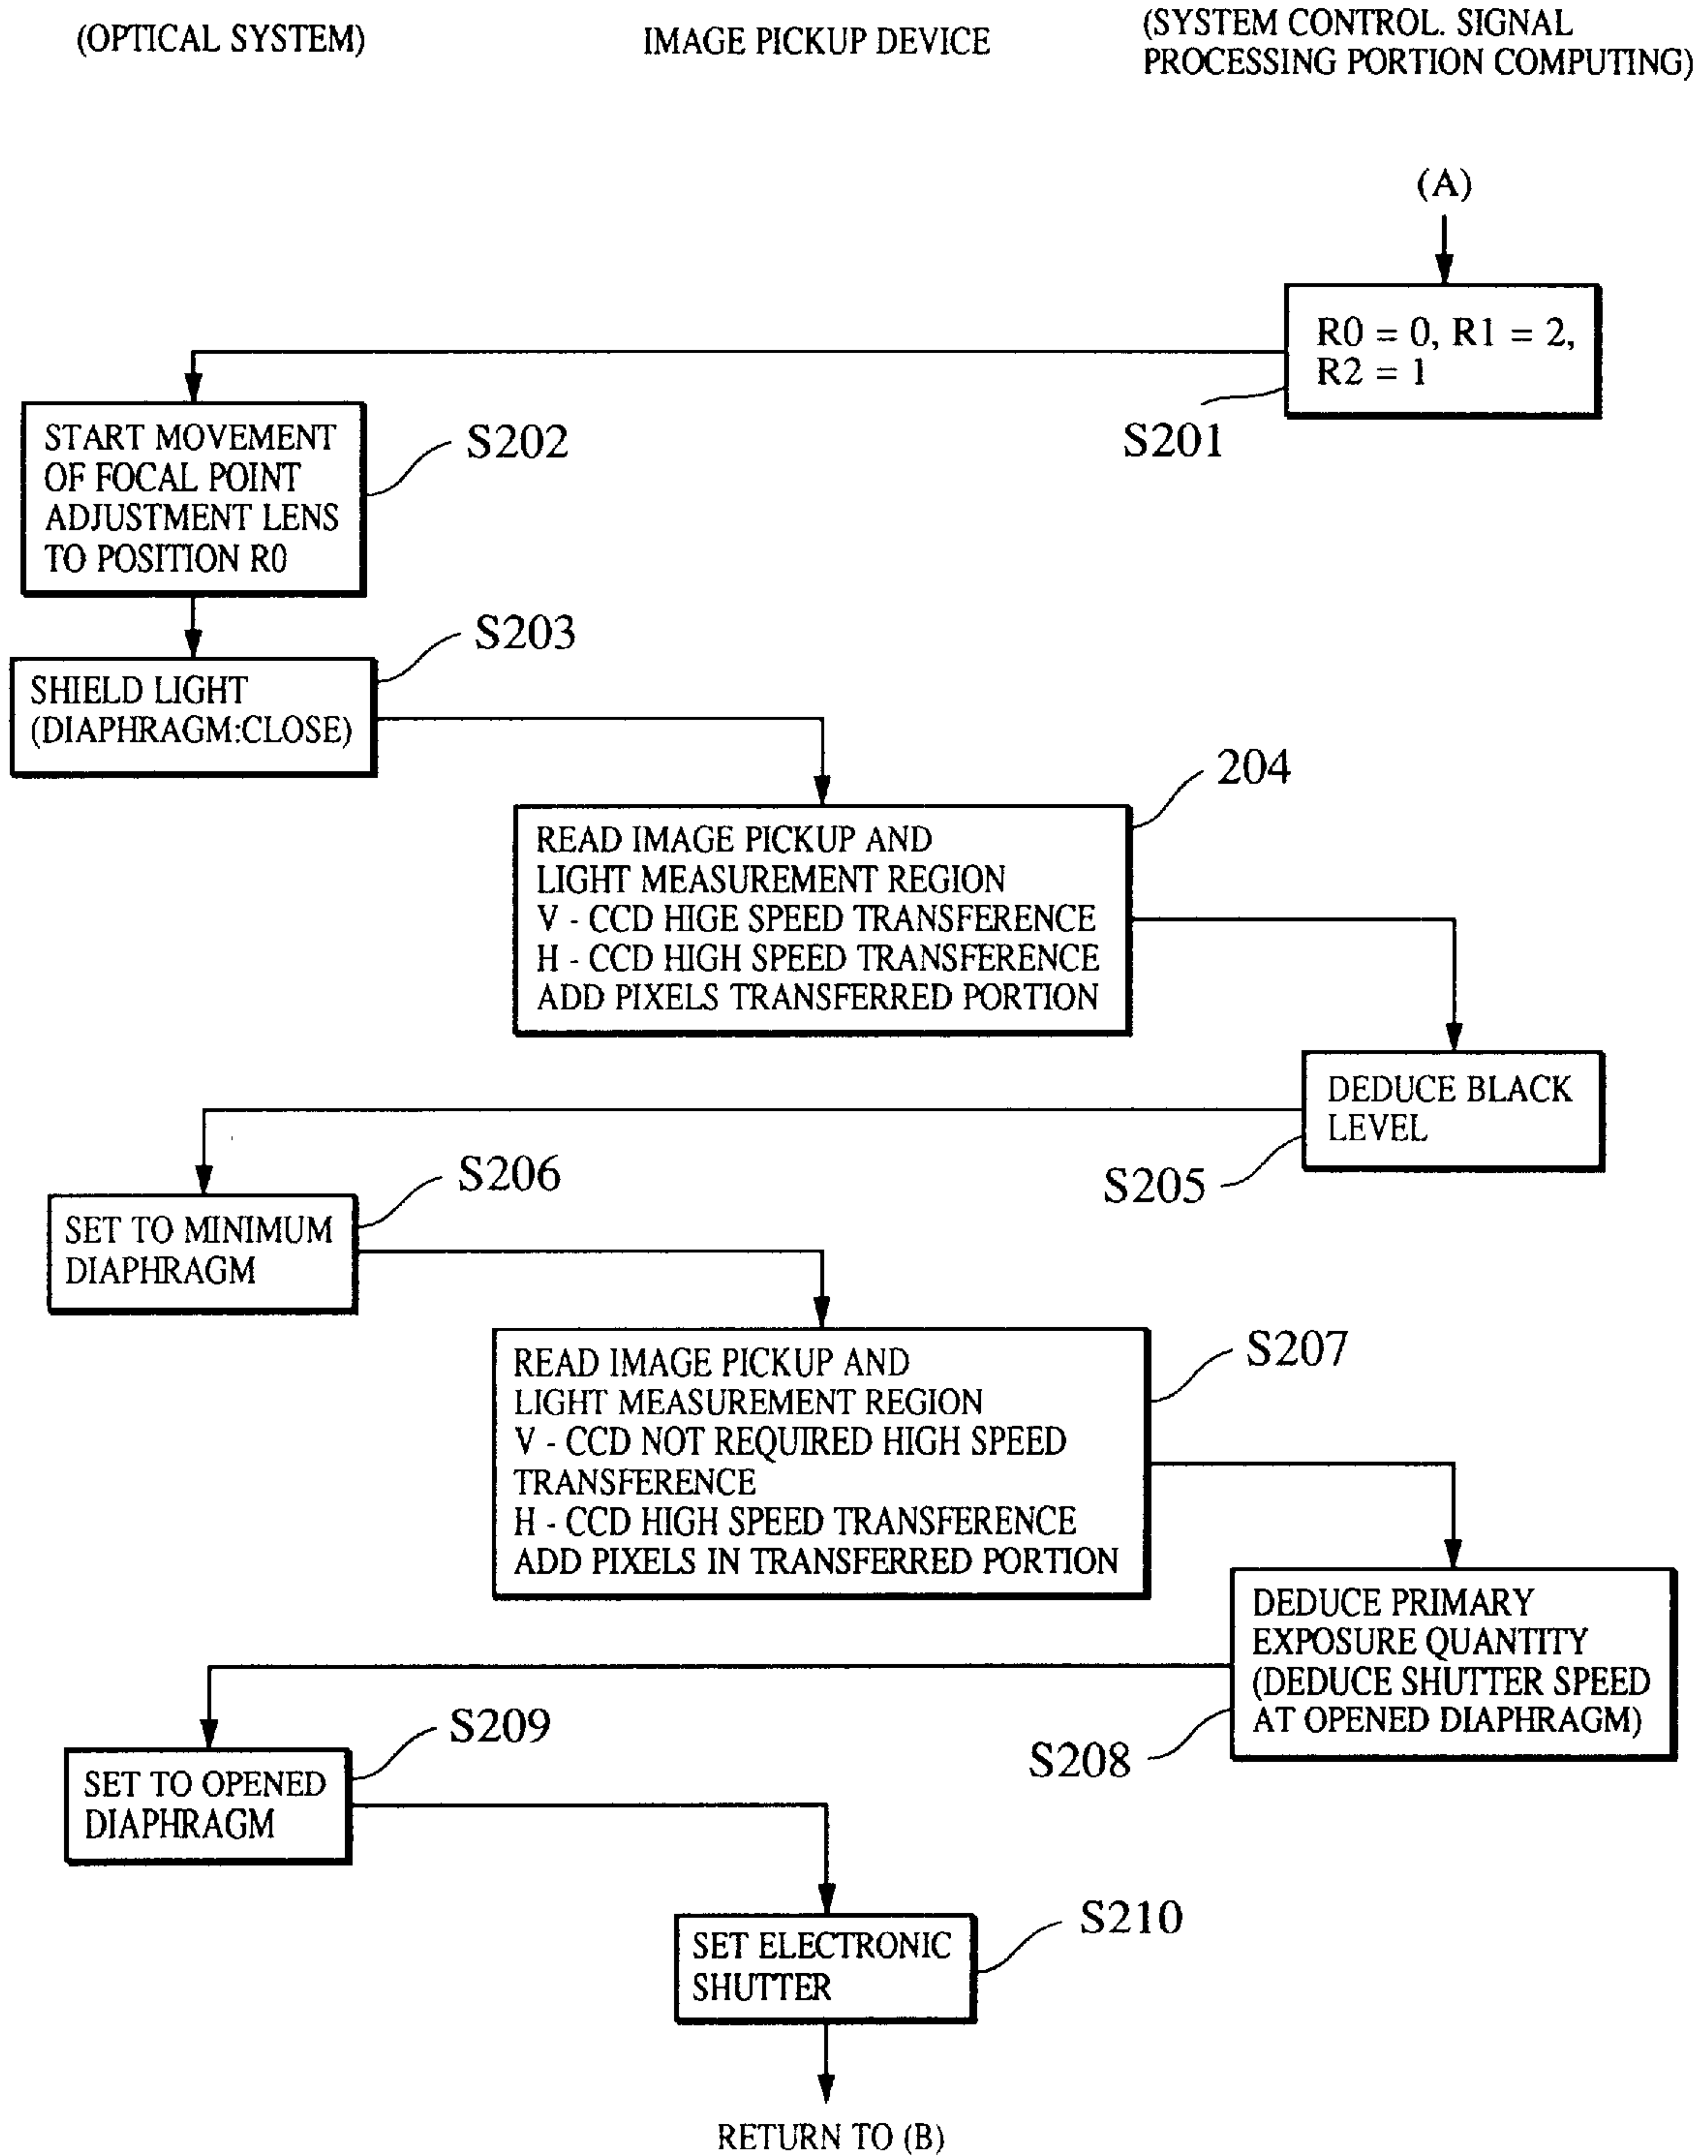 (OPTICAL SYSTEM)
IMAGE PICKUP DEVICE
(SYSTEM CONTROL. SIGNAL
PROCESSING PORTION COMPUTING)
(A)
R0 = 0, R1 = 2,
R2 = 1
S201
START MOVEMENT
OF FOCAL POINT
ADJUSTMENT LENS
TO POSITION R0
S202
SHIELD LIGHT
(DIAPHRAGM:CLOSE)
S203
READ IMAGE PICKUP AND
LIGHT MEASUREMENT REGION
V - CCD HIGE SPEED TRANSFERENCE
H - CCD HIGH SPEED TRANSFERENCE
ADD PIXELS TRANSFERRED PORTION
204
DEDUCE BLACK
LEVEL
S205
SET TO MINIMUM
DIAPHRAGM
S206
READ IMAGE PICKUP AND
LIGHT MEASUREMENT REGION
V - CCD NOT REQUIRED HIGH SPEED
TRANSFERENCE
H - CCD HIGH SPEED TRANSFERENCE
ADD PIXELS IN TRANSFERRED PORTION
S207
DEDUCE PRIMARY
EXPOSURE QUANTITY
(DEDUCE SHUTTER SPEED
AT OPENED DIAPHRAGM)
S208
SET TO OPENED
DIAPHRAGM
S209
SET ELECTRONIC
SHUTTER
S210
RETURN TO (B)